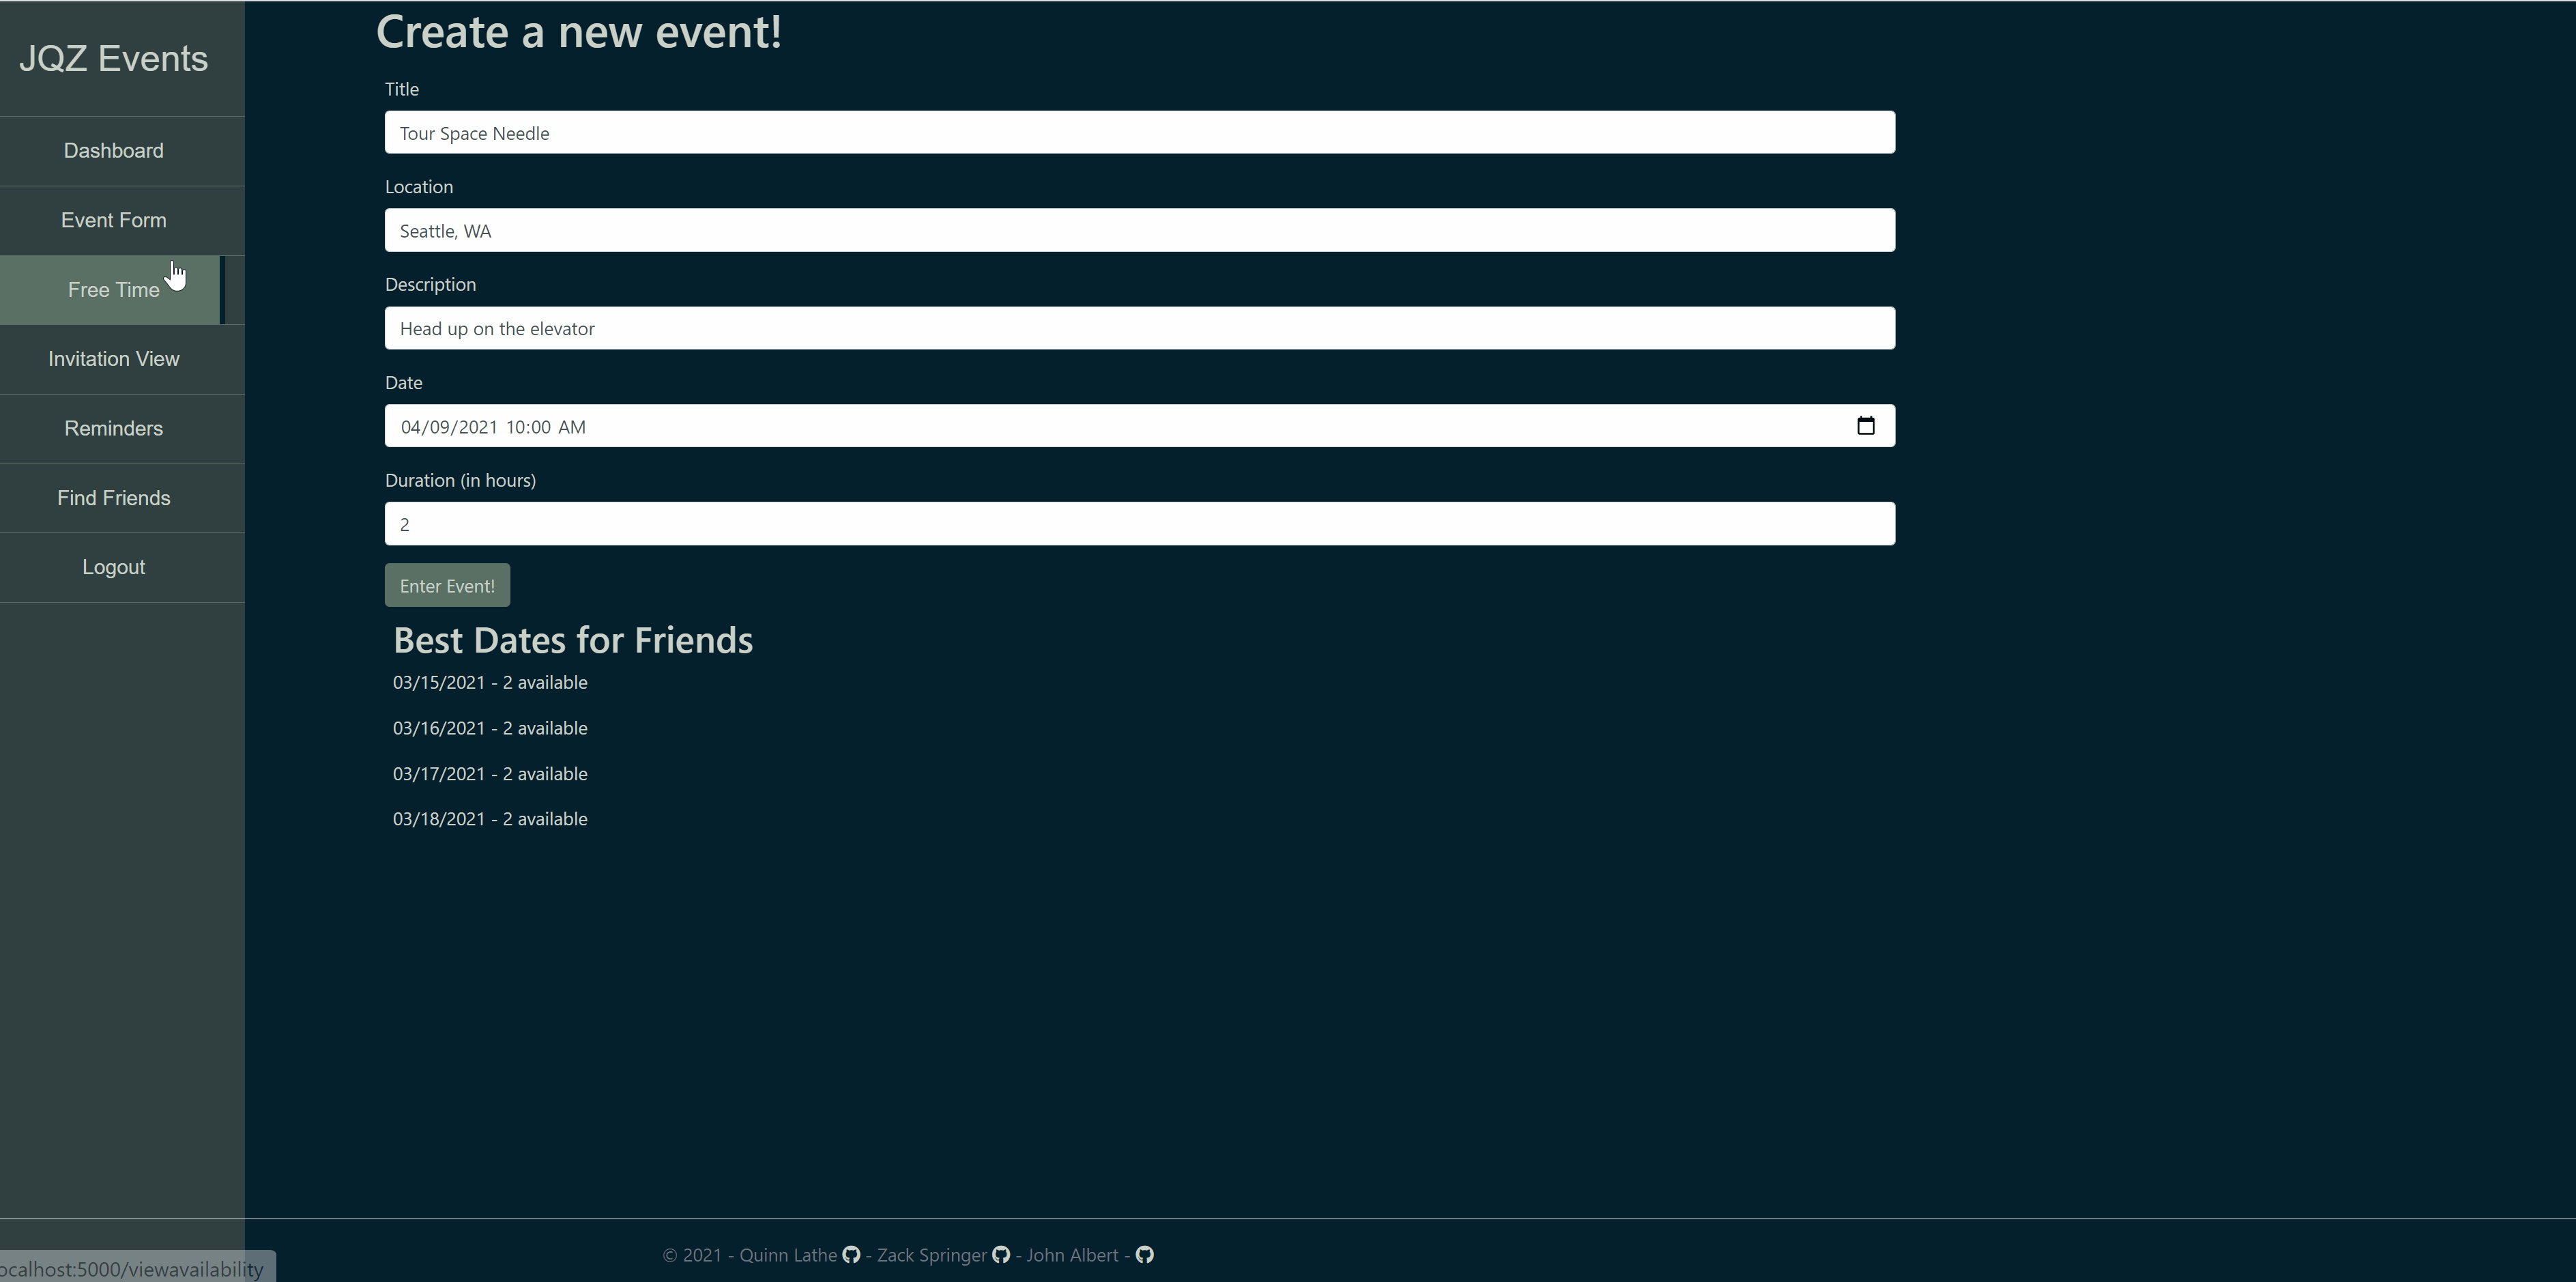 JQZ Events
Dashboard
Event Form
Free Time
Invitation View
Reminders
Find Friends
Logout
Create a new event!
Title
Tour Space Needle
Location
Seattle, WA
Description
Head up on the elevator
Date
04/09/2021 10:00 AM
Duration (in hours)
2
Enter Event!
Best Dates for Friends
03/15/2021 - 2 available
03/16/2021 - 2 available
03/17/2021 - 2 available
03/18/2021 - 2 available
© 2021 - Quinn Lathe - Zack Springer - John Albert -
ocalhost:5000/viewavailability